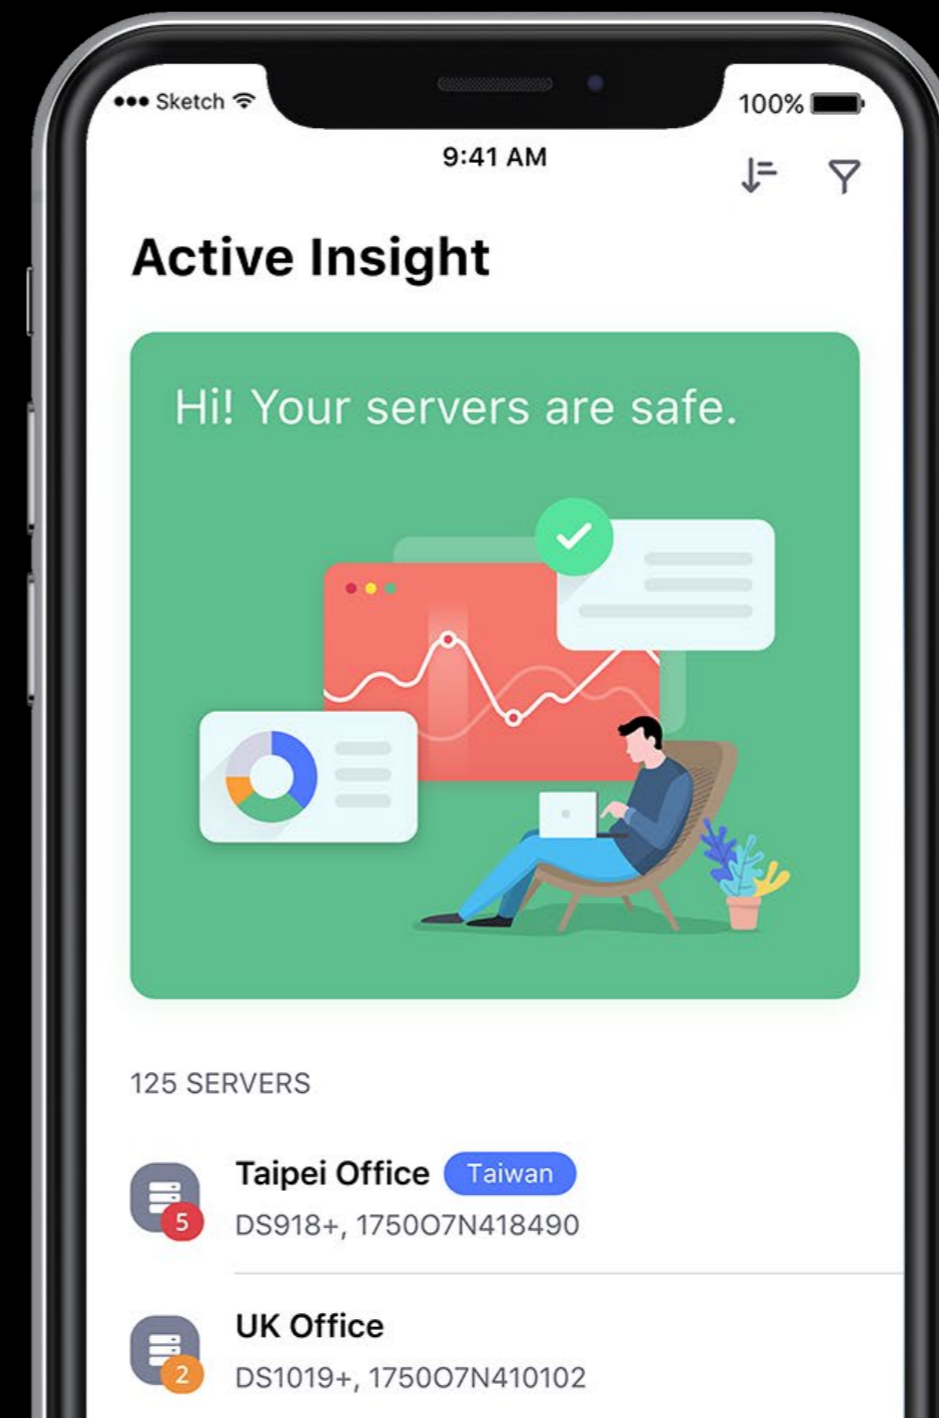 Sketch
100%
9:41 AM
Active Insight
Hi! Your servers are safe.
125 SERVERS
Taipei Office Taiwan
5
DS918+, 1750O7N418490
UK Office
2
DS1019+, 1750O7N410102